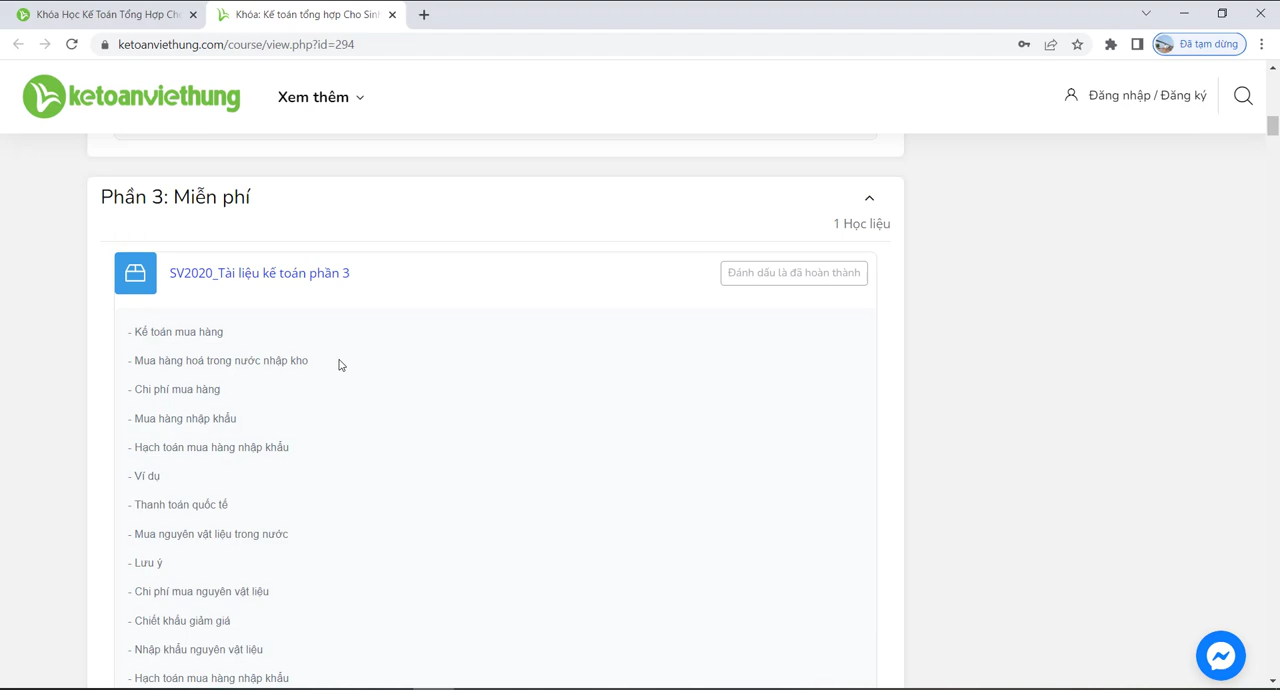 Khóa Học Kế Toán Tổng Hợp Ch
Khóa: Kế toán tổng hợp Cho Sin
ketoanviethung.com/course/view.php?id=294
Đã tạm dừng
ketoanviethung
Xem thêm
Đăng nhập / Đăng ký
Phần 3: Miễn phí
1 Học liệu
SV2020_Tài liệu kế toán phần 3
Đánh dấu là đã hoàn thành
- Kế toán mua hàng
- Mua hàng hoá trong nước nhập kho
- Chi phí mua hàng
- Mua hàng nhập khẩu
- Hạch toán mua hàng nhập khẩu
- Ví dụ
- Thanh toán quốc tế
- Mua nguyên vật liệu trong nước
- Lưu ý
- Chi phí mua nguyên vật liệu
- Chiết khấu giảm giá
- Nhập khẩu nguyên vật liệu
- Hạch toán mua hàng nhập khẩu